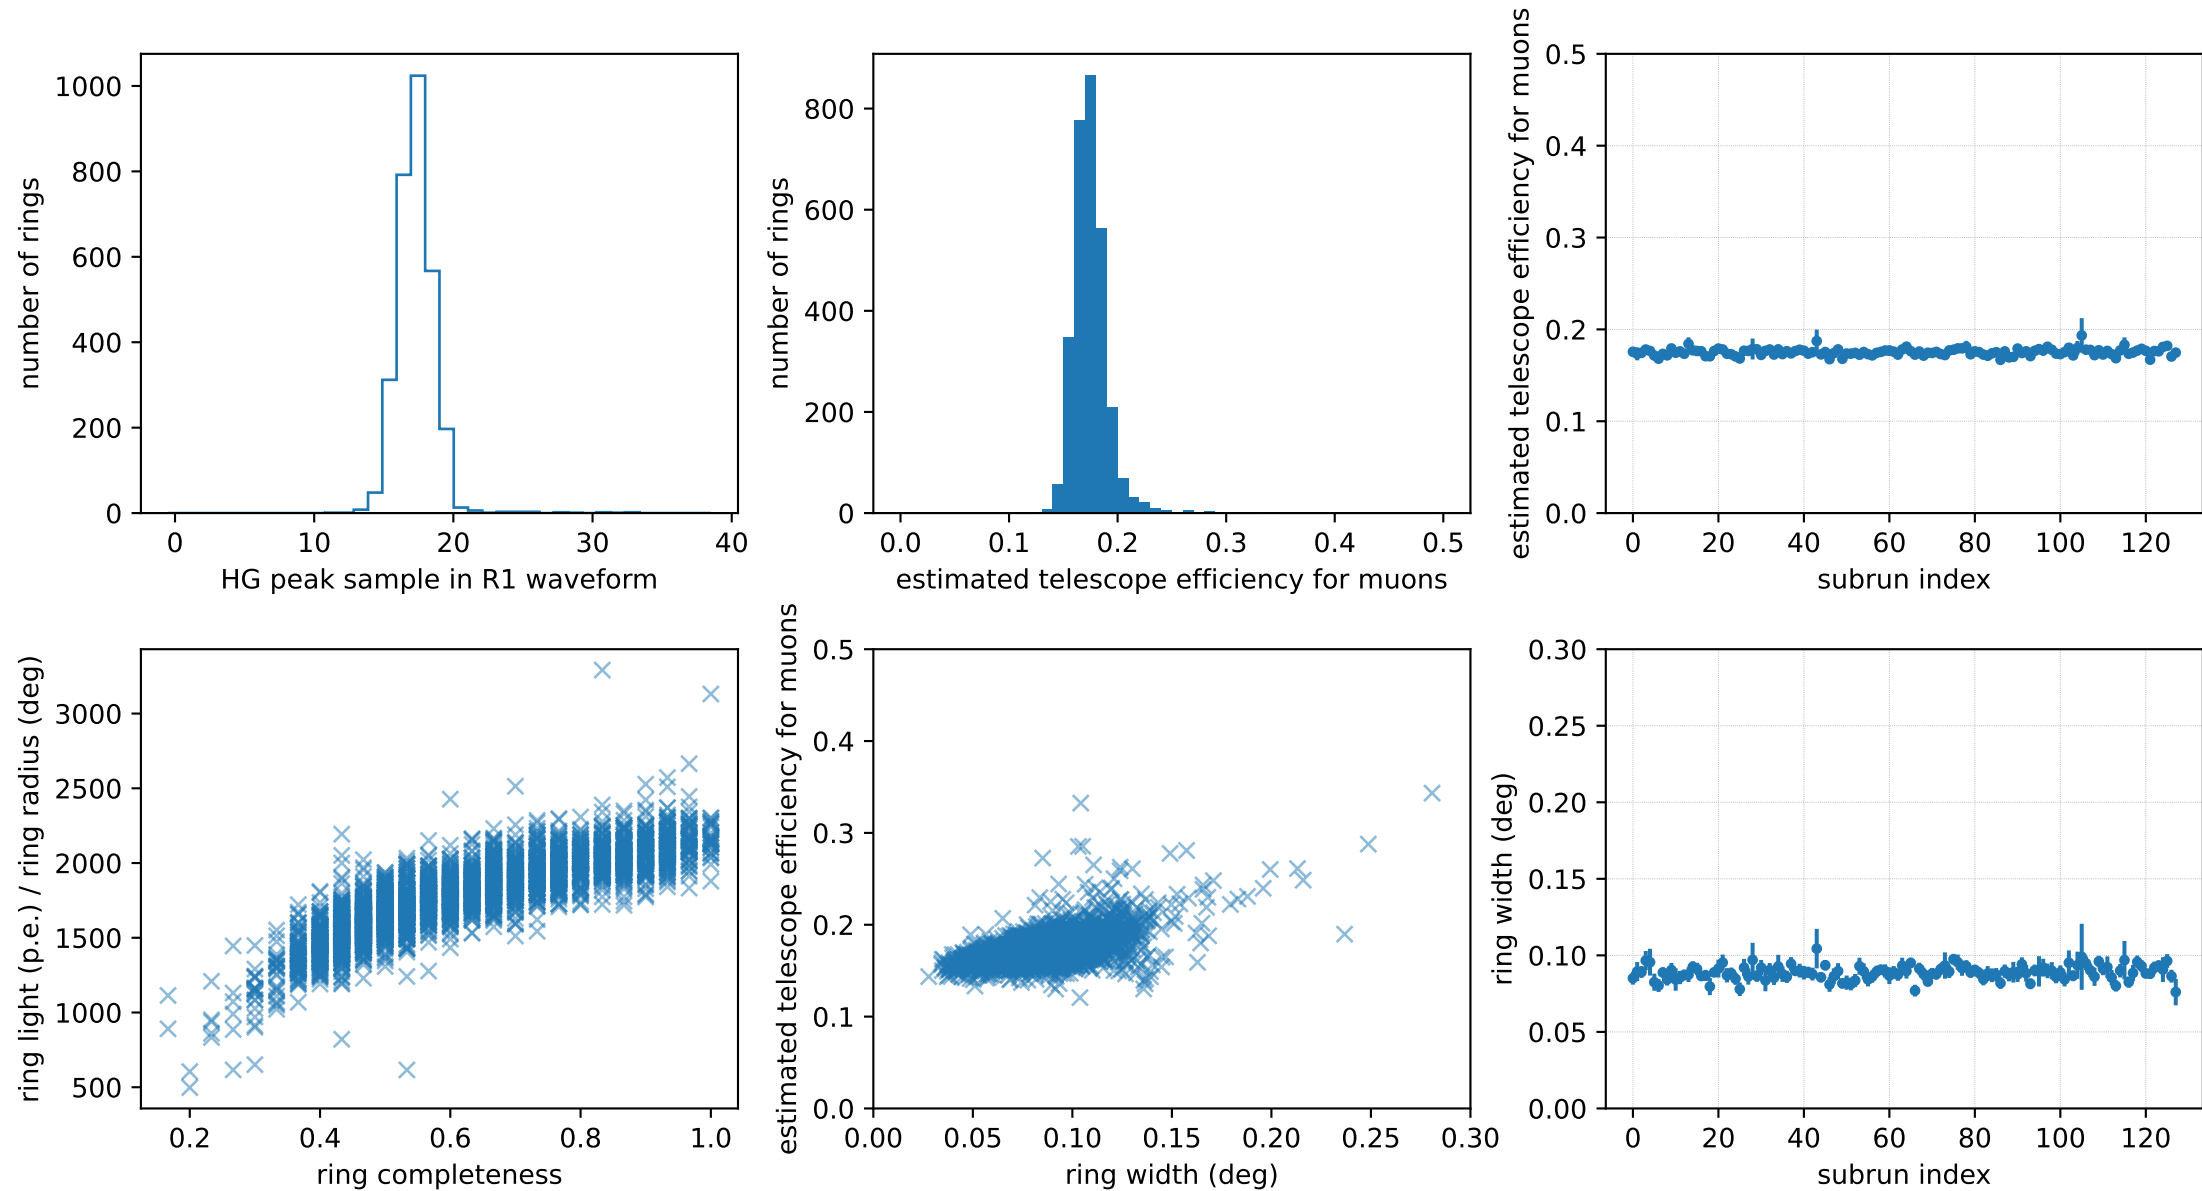 number of rings
1000
800
600
400
200
0
0 10 20 30 40
HG peak sample in R1 waveform
number of rings
800
600
400
200
0
0.0 0.1 0.2 0.3 0.4 0.5
estimated telescope efficiency for muons
estimated telescope efficiency for muons
0.5
0.4
0.3
0.2
0.1
0.0
0 20 40 60 80 100 120
subrun index
ring light (p.e.) / ring radius (deg)
3000
2500
2000
1500
1000
500
0.2 0.4 0.6 0.8 1.0
ring completeness
estimated telescope efficiency for muons
0.5
0.4
0.3
0.2
0.1
0.0
0.00 0.05 0.10 0.15 0.20 0.25 0.30
ring width (deg)
ring width (deg)
0.30
0.25
0.20
0.15
0.10
0.05
0.00
0 20 40 60 80 100 120
subrun index